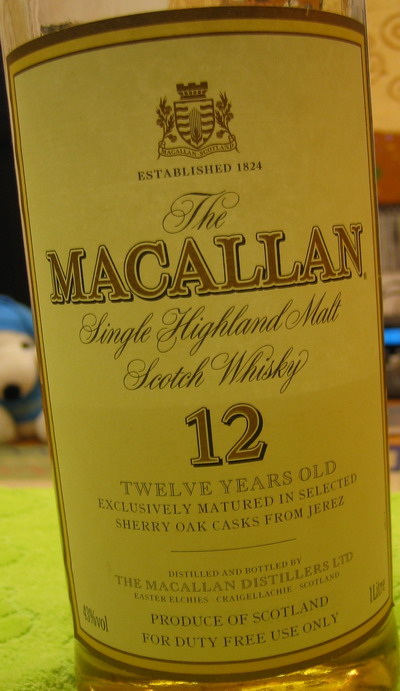 MACALLAN · SCOTLAND
ESTABLISHED 1824
The
MACALLAN
Single Highland Malt
Scotch Whisky
12
TWELVE YEARS OLD
EXCLUSIVELY MATURED IN SELECTED
SHERRY OAK CASKS FROM JEREZ
DISTILLED AND BOTTLED BY
THE MACALLAN DISTILLERS LTD
EASTER ELCHIES · CRAIGELLACHIE · SCOTLAND
43%vol
1Litre
PRODUCE OF SCOTLAND
FOR DUTY FREE USE ONLY